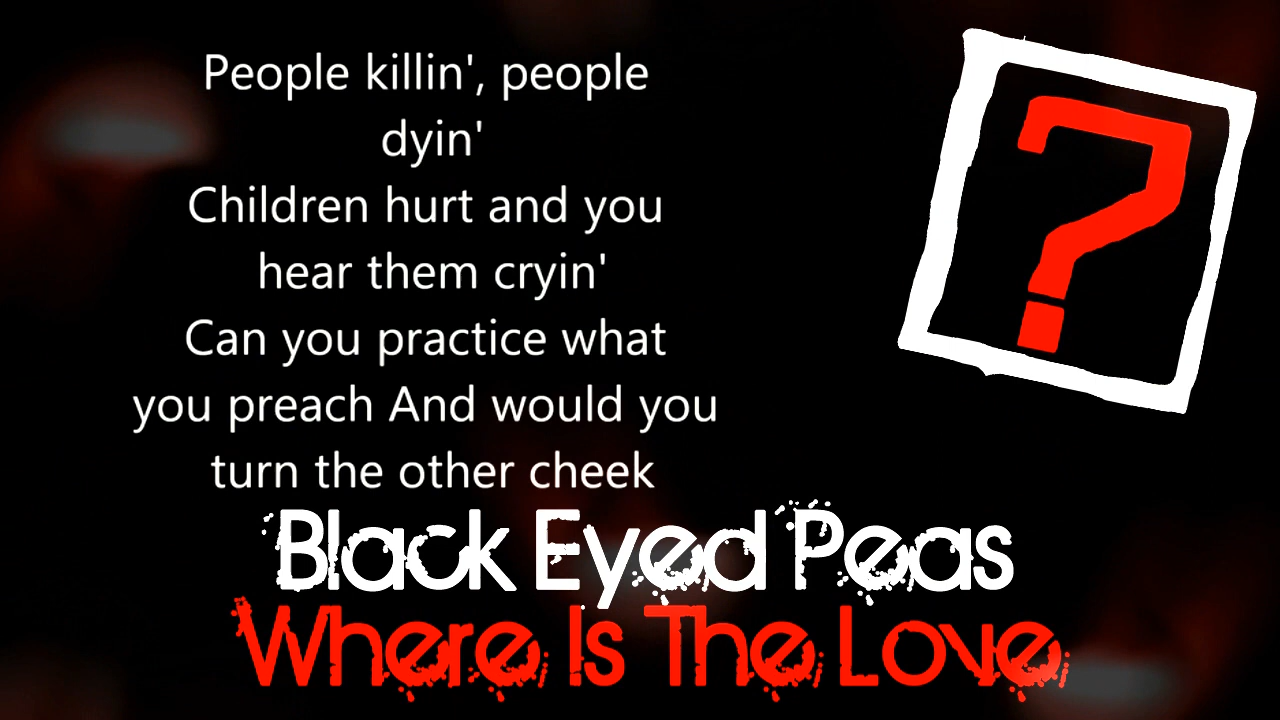 People killin', people
dyin'
Children hurt and you
hear them cryin'
Can you practice what
you preach And would you
turn the other cheek
?
Black Eyed Peas
Where Is The Love